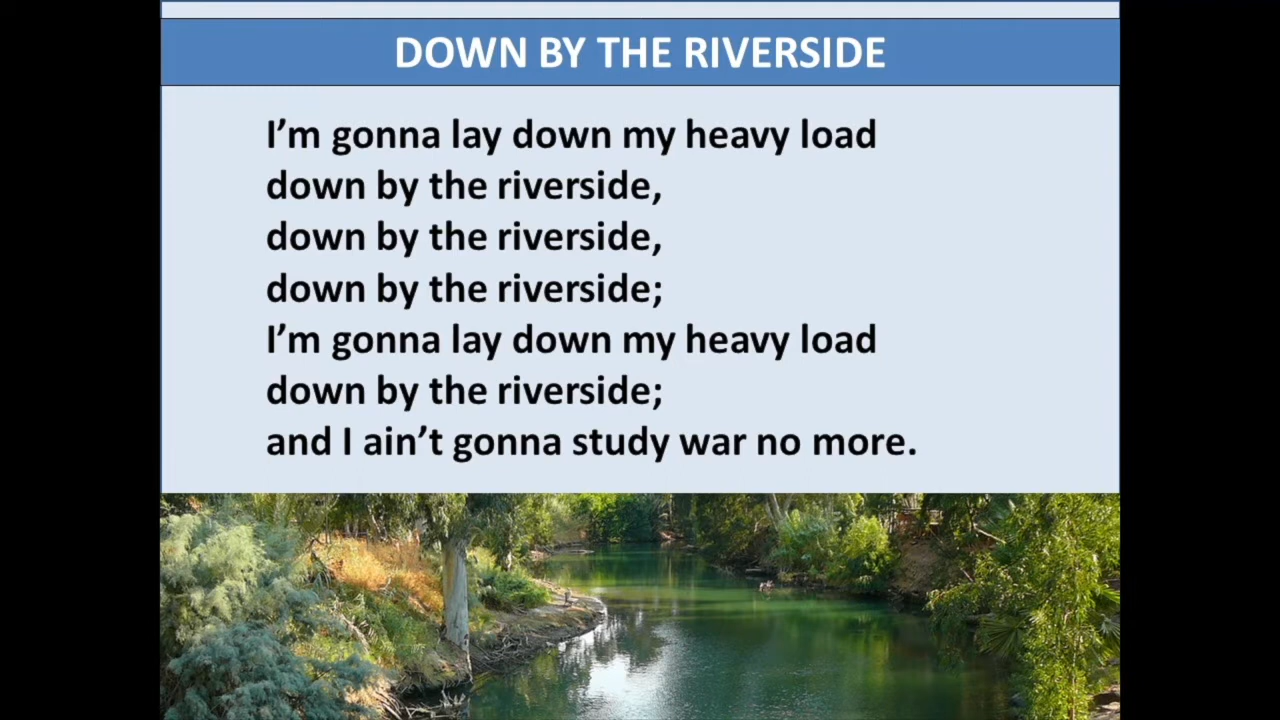 DOWN BY THE RIVERSIDE
I’m gonna lay down my heavy load
down by the riverside,
down by the riverside,
down by the riverside;
I’m gonna lay down my heavy load
down by the riverside;
and I ain’t gonna study war no more.